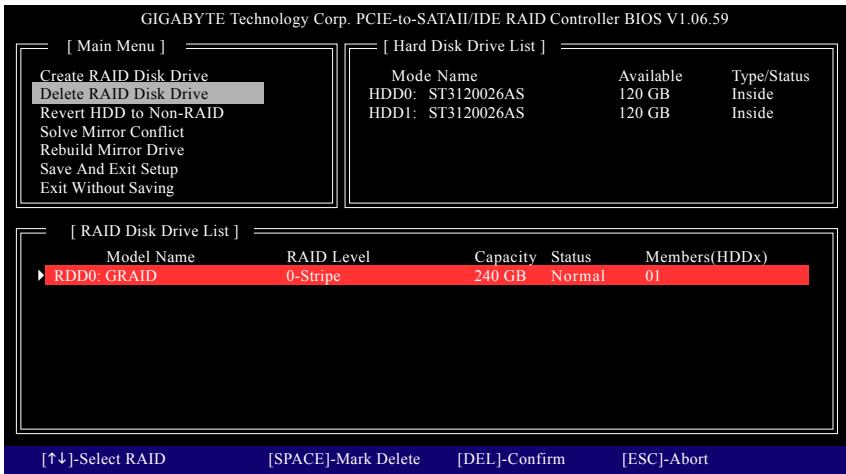 GIGABYTE Technology Corp. PCIE-to-SATAII/IDE RAID Controller BIOS V1.06.59
[ Main Menu ]
Create RAID Disk Drive
Delete RAID Disk Drive
Revert HDD to Non-RAID
Solve Mirror Conflict
Rebuild Mirror Drive
Save And Exit Setup
Exit Without Saving
[ Hard Disk Drive List ]
Mode Name Available Type/Status
HDD0: ST3120026AS 120 GB Inside
HDD1: ST3120026AS 120 GB Inside
[ RAID Disk Drive List ]
Model Name RAID Level Capacity Status Members(HDDx)
RDD0: GRAID 0-Stripe 240 GB Normal 01
[↑↓]-Select RAID [SPACE]-Mark Delete [DEL]-Confirm [ESC]-Abort